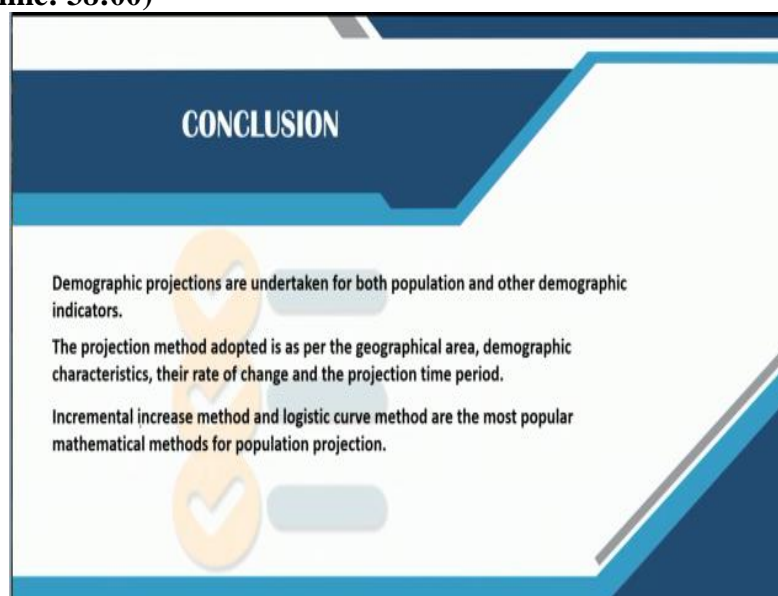 38:00)
CONCLUSION
Demographic projections are undertaken for both population and other demographic
indicators.
The projection method adopted is as per the geographical area, demographic
characteristics, their rate of change and the projection time period.
Incremental increase method and logistic curve method are the most popular
mathematical methods for population projection.